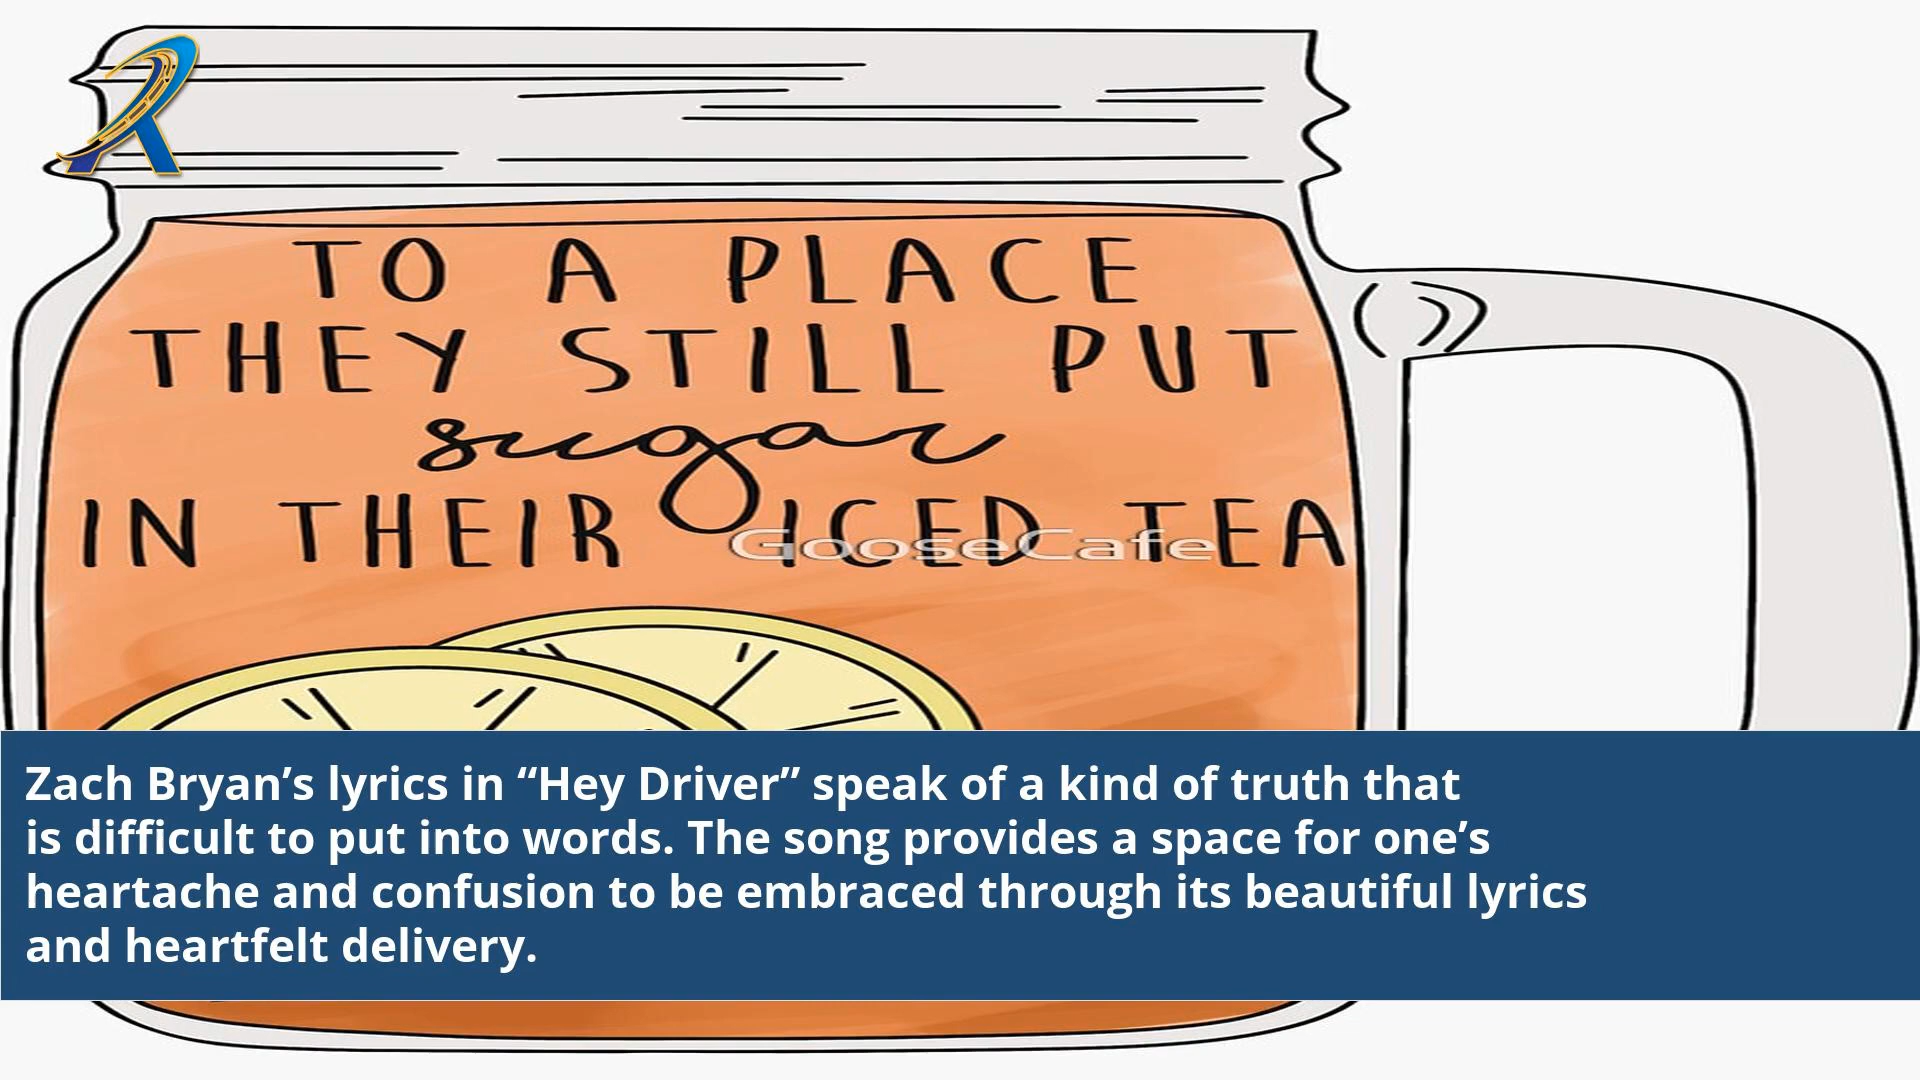 TO A PLACE
THEY STILL PUT
sugar
IN THEIR ICED TEA
GooseCafe
Zach Bryan’s lyrics in “Hey Driver” speak of a kind of truth that
is difficult to put into words. The song provides a space for one’s
heartache and confusion to be embraced through its beautiful lyrics
and heartfelt delivery.